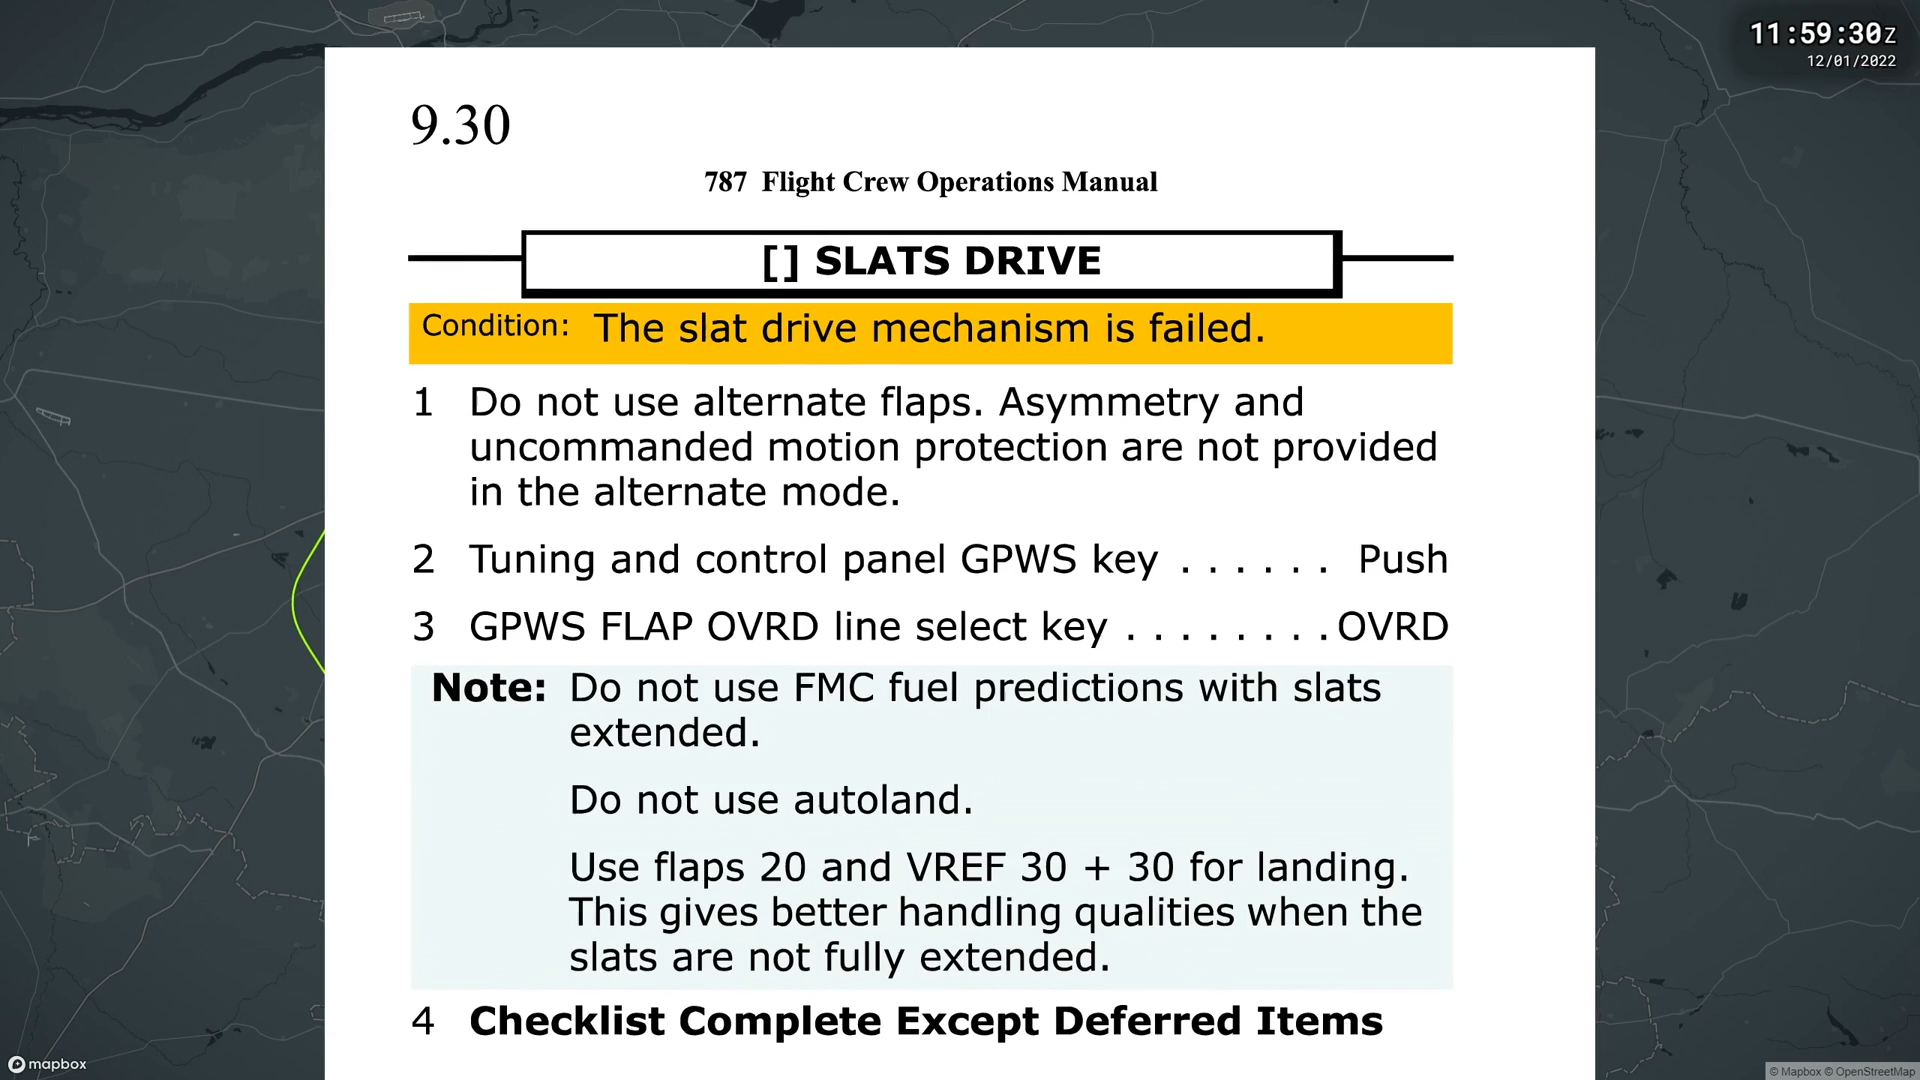 11:59:30Z
12/01/2022
9.30
787 Flight Crew Operations Manual
[] SLATS DRIVE
Condition: The slat drive mechanism is failed.
1 Do not use alternate flaps. Asymmetry and
uncommanded motion protection are not provided
in the alternate mode.
2 Tuning and control panel GPWS key . . . . . . Push
3 GPWS FLAP OVRD line select key . . . . . . . . OVRD
Note: Do not use FMC fuel predictions with slats
extended.
Do not use autoland.
Use flaps 20 and VREF 30 + 30 for landing.
This gives better handling qualities when the
slats are not fully extended.
4 Checklist Complete Except Deferred Items
mapbox
© Mapbox © OpenStreetMap